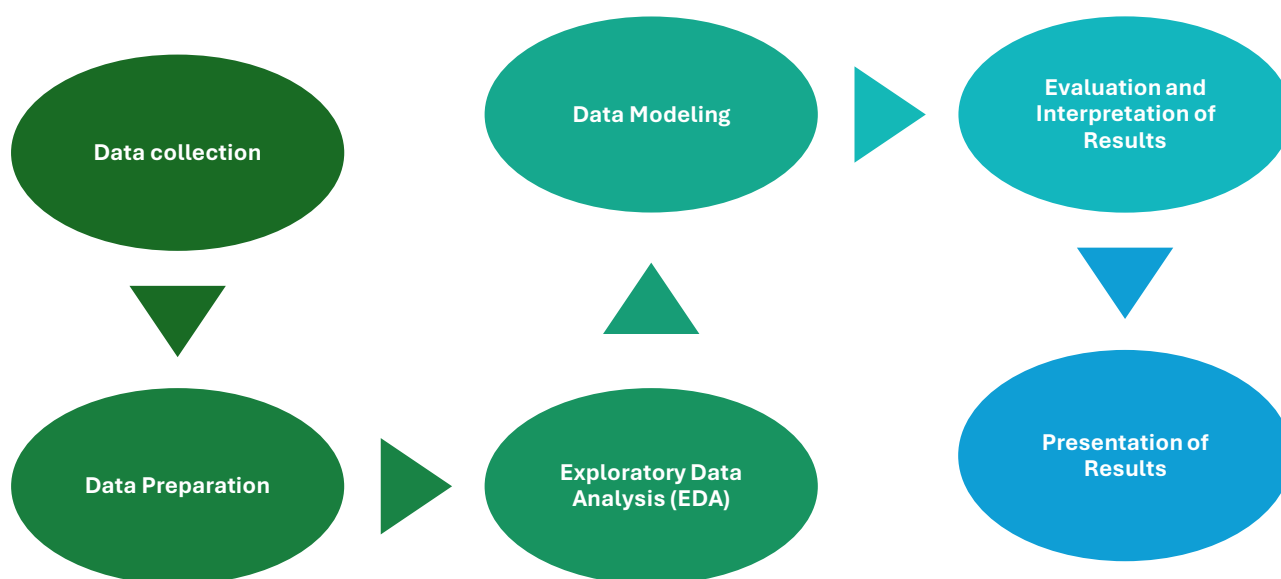 Data collection
Data Preparation
Exploratory Data
Analysis (EDA)
Data Modeling
Evaluation and
Interpretation of
Results
Presentation of
Results